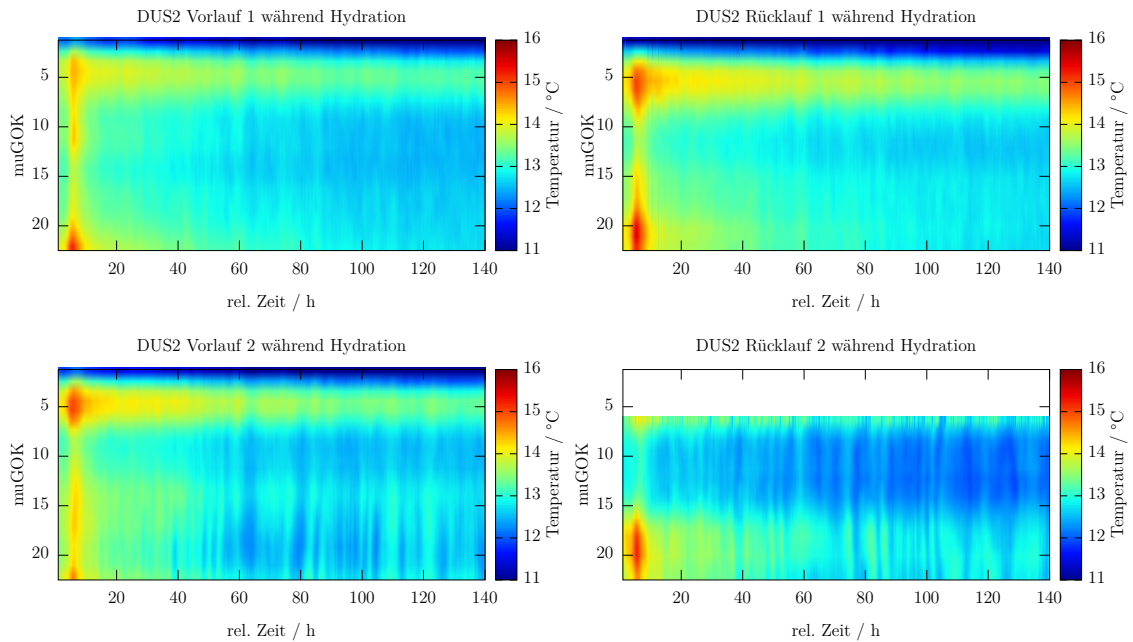 DUS2 Vorlauf 1 während Hydration
muGOK
5
10
15
20
20 40 60 80 100 120 140
rel. Zeit / h
16
15
14
13
12
11
Temperatur / °C
DUS2 Rücklauf 1 während Hydration
muGOK
5
10
15
20
20 40 60 80 100 120 140
rel. Zeit / h
16
15
14
13
12
11
Temperatur / °C
DUS2 Vorlauf 2 während Hydration
muGOK
5
10
15
20
20 40 60 80 100 120 140
rel. Zeit / h
16
15
14
13
12
11
Temperatur / °C
DUS2 Rücklauf 2 während Hydration
muGOK
5
10
15
20
20 40 60 80 100 120 140
rel. Zeit / h
16
15
14
13
12
11
Temperatur / °C